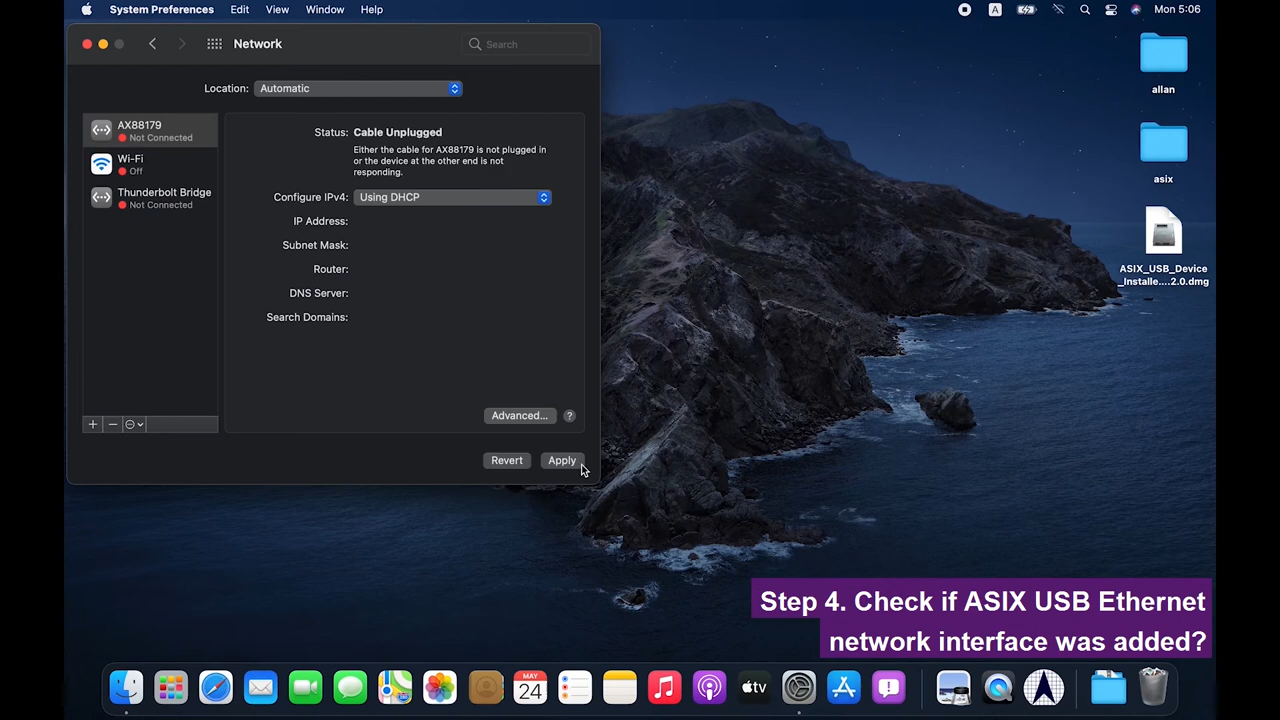 System Preferences Edit View Window Help
A
Mon 5:06
Network
Search
Location: Automatic
AX88179
Not Connected
Wi-Fi
Off
Thunderbolt Bridge
Not Connected
Status: Cable Unplugged
Either the cable for AX88179 is not plugged in
or the device at the other end is not
responding.
Configure IPv4: Using DHCP
IP Address:
Subnet Mask:
Router:
DNS Server:
Search Domains:
Advanced... ?
Revert Apply
allan
asix
ASIX_USB_Device
_Installe....2.0.dmg
Step 4. Check if ASIX USB Ethernet
network interface was added?
MAY
24
tv